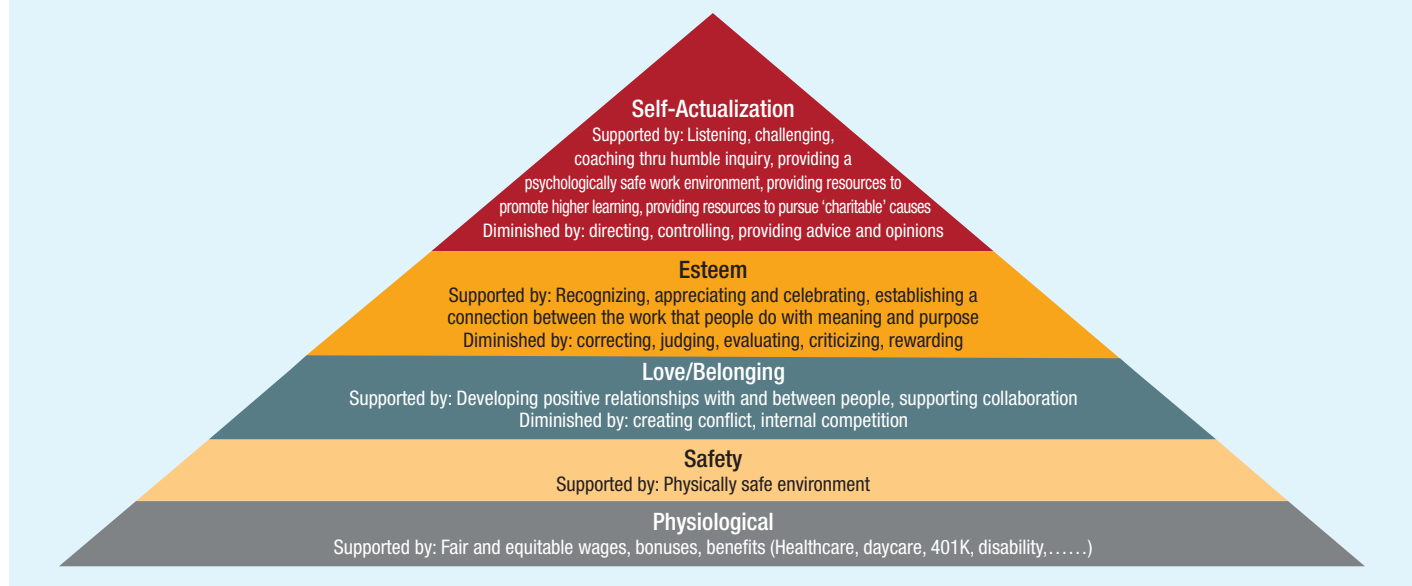 Self-Actualization
Supported by: Listening, challenging,
coaching thru humble inquiry, providing a
psychologically safe work environment, providing resources to
promote higher learning, providing resources to pursue ‘charitable’ causes
Diminished by: directing, controlling, providing advice and opinions
Esteem
Supported by: Recognizing, appreciating and celebrating, establishing a
connection between the work that people do with meaning and purpose
Diminished by: correcting, judging, evaluating, criticizing, rewarding
Love/Belonging
Supported by: Developing positive relationships with and between people, supporting collaboration
Diminished by: creating conflict, internal competition
Safety
Supported by: Physically safe environment
Physiological
Supported by: Fair and equitable wages, bonuses, benefits (Healthcare, daycare, 401K, disability,……)